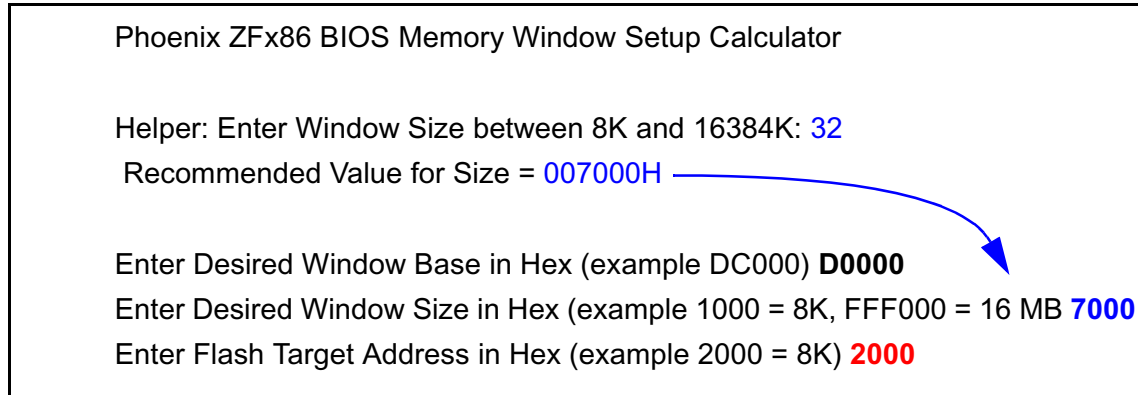 Phoenix ZFx86 BIOS Memory Window Setup Calculator
Helper: Enter Window Size between 8K and 16384K: 32
Recommended Value for Size = 007000H
Enter Desired Window Base in Hex (example DC000) D0000
Enter Desired Window Size in Hex (example 1000 = 8K, FFF000 = 16 MB 7000
Enter Flash Target Address in Hex (example 2000 = 8K) 2000